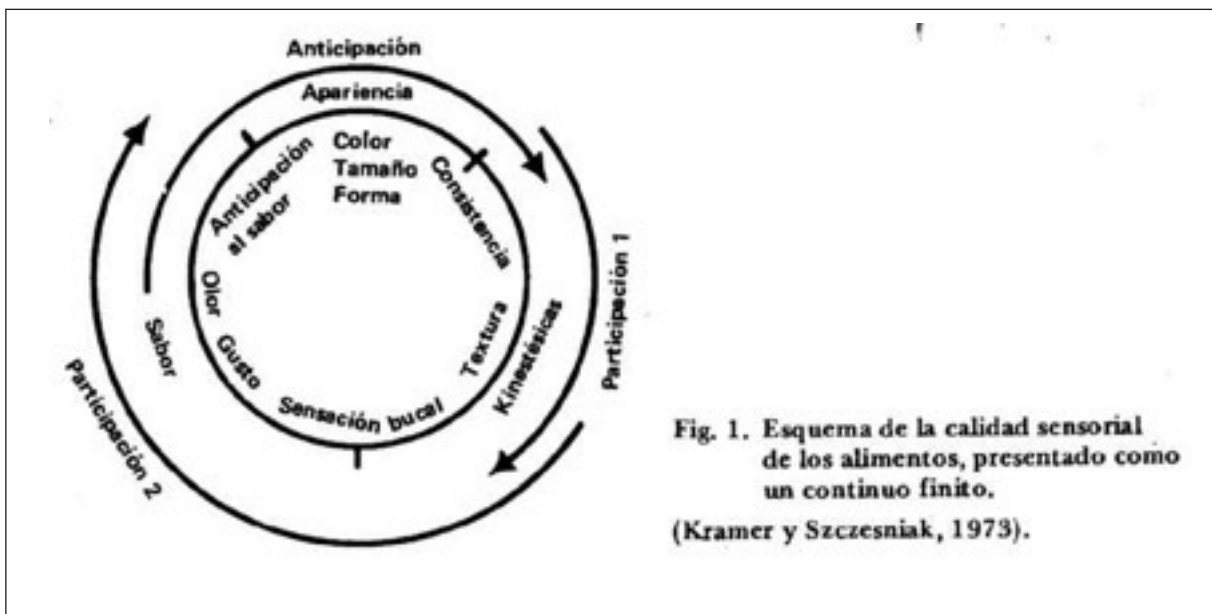 Anticipación
Apariencia
Color
Tamaño
Forma
Anticipación
al sabor
Consistencia
Olor
Gusto
Textura
Sensación bucal
Sabor
Kinestésicas
Participación 1
Participación 2
Fig. 1. Esquema de la calidad sensorial
de los alimentos, presentado como
un continuo finito.
(Kramer y Szczesniak, 1973).